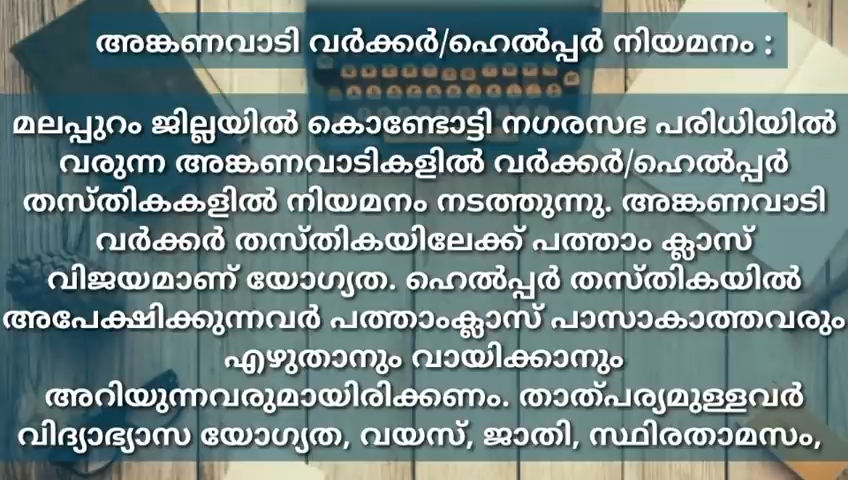 അങ്കണവാടി വർക്കർ/ഹെൽപ്പർ നിയമനം :
മലപ്പുറം ജില്ലയിൽ കൊണ്ടോട്ടി നഗരസഭ പരിധിയിൽ
വരുന്ന അങ്കണവാടികളിൽ വർക്കർ/ഹെൽപ്പർ
തസ്തികകളിൽ നിയമനം നടത്തുന്നു. അങ്കണവാടി
വർക്കർ തസ്തികയിലേക്ക് പത്താം ക്ലാസ്
വിജയമാണ് യോഗ്യത. ഹെൽപ്പർ തസ്തികയിൽ
അപേക്ഷിക്കുന്നവർ പത്താംക്ലാസ് പാസാകാത്തവരും
എഴുതാനും വായിക്കാനും
അറിയുന്നവരുമായിരിക്കണം. താത്പര്യമുള്ളവർ
വിദ്യാഭ്യാസ യോഗ്യത, വയസ്, ജാതി, സ്ഥിരതാമസം,